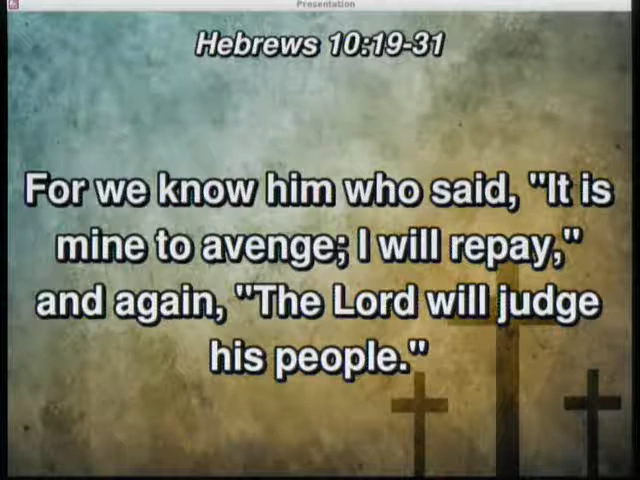 Presentation
Hebrews 10:19-31
For we know him who said, "It is
mine to avenge; I will repay,"
and again, "The Lord will judge
his people."